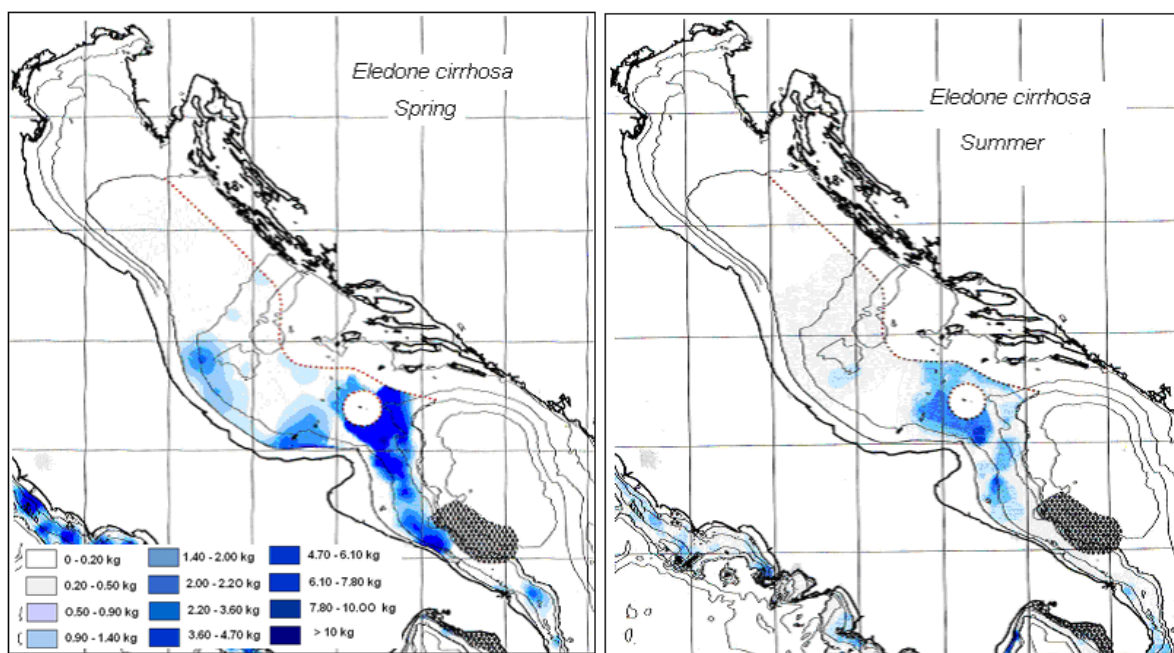 Eledone cirrhosa
Spring
Eledone cirrhosa
Summer
0 - 0.20 kg
0.20 - 0.50 kg
O.50 - 0.90 kg
0.90 - 1.40 kg
1.40 - 2.00 kg
2.00 - 2.20 kg
2.20 - 3.60 kg
3.60 - 4.70 kg
4.70 - 6.10 kg
6.10 - 7.80 kg
7.80 - 10.OO kg
> 10 kg